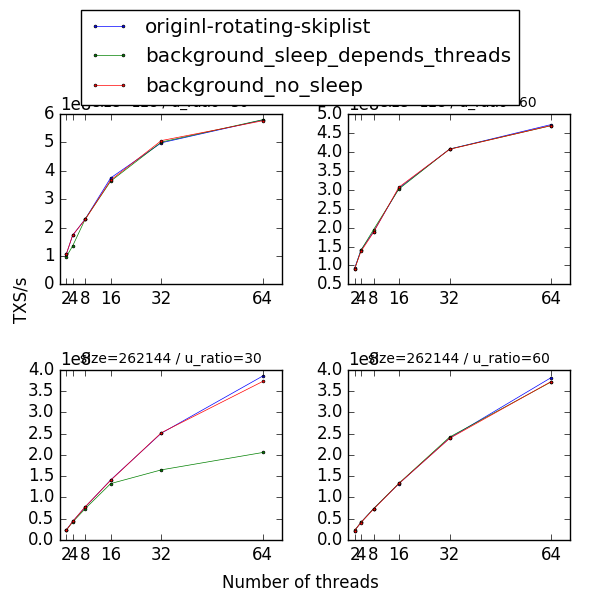 originl-rotating-skiplist
background_sleep_depends_threads
background_no_sleep
6
5
4
3
2
1
0
2 4 8 16 32 64
5.0
4.5
4.0
3.5
3.0
2.5
2.0
1.5
1.0
0.5
2 4 8 16 32 64
TXS/s
1e8
size=262144 / u_ratio=30
4.0
3.5
3.0
2.5
2.0
1.5
1.0
0.5
0.0
2 4 8 16 32 64
1e8
size=262144 / u_ratio=60
4.0
3.5
3.0
2.5
2.0
1.5
1.0
0.5
0.0
2 4 8 16 32 64
Number of threads